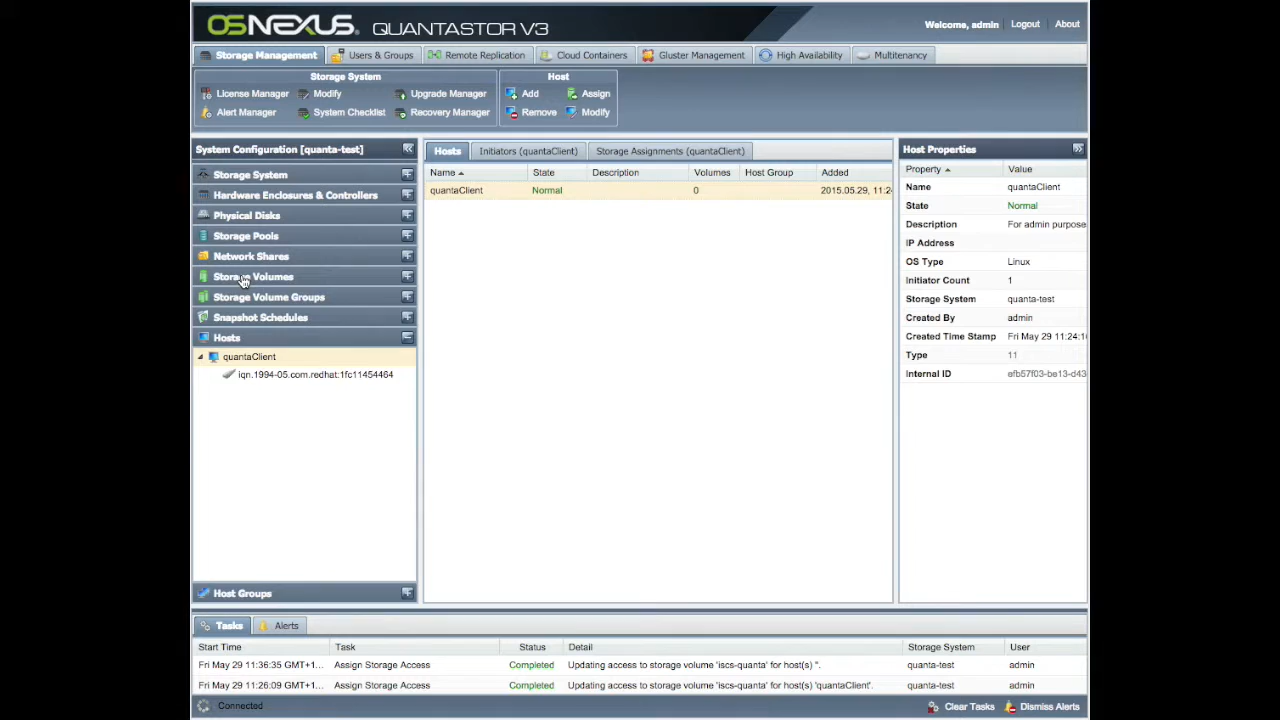 OSNEXUS. QUANTASTOR V3
Welcome, admin Logout About
Storage Management Users & Groups Remote Replication Cloud Containers Gluster Management High Availability Multitenancy
Storage System Host
License Manager Modify Upgrade Manager Add Assign
Alert Manager System Checklist Recovery Manager Remove Modify
System Configuration [quanta-test]
Storage System
Hardware Enclosures & Controllers
Physical Disks
Storage Pools
Network Shares
Storage Volumes
Storage Volume Groups
Snapshot Schedules
Hosts
quantaClient
iqn.1994-05.com.redhat:1fc11454464
Host Groups
Hosts Initiators (quantaClient) Storage Assignments (quantaClient)
Name State Description Volumes Host Group Added
quantaClient Normal 0 2015.05.29, 11:2
Host Properties
Property Value
Name quantaClient
State Normal
Description For admin purpose
IP Address
OS Type Linux
Initiator Count 1
Storage System quanta-test
Created By admin
Created Time Stamp Fri May 29 11:24:1
Type 11
Internal ID efb57f03-be13-d43
Tasks Alerts
Start Time Task Status Detail Storage System User
Fri May 29 11:36:35 GMT+1... Assign Storage Access Completed Updating access to storage volume 'iscs-quanta' for host(s) ''. quanta-test admin
Fri May 29 11:26:09 GMT+1... Assign Storage Access Completed Updating access to storage volume 'iscs-quanta' for host(s) 'quantaClient'. quanta-test admin
Connected Clear Tasks Dismiss Alerts